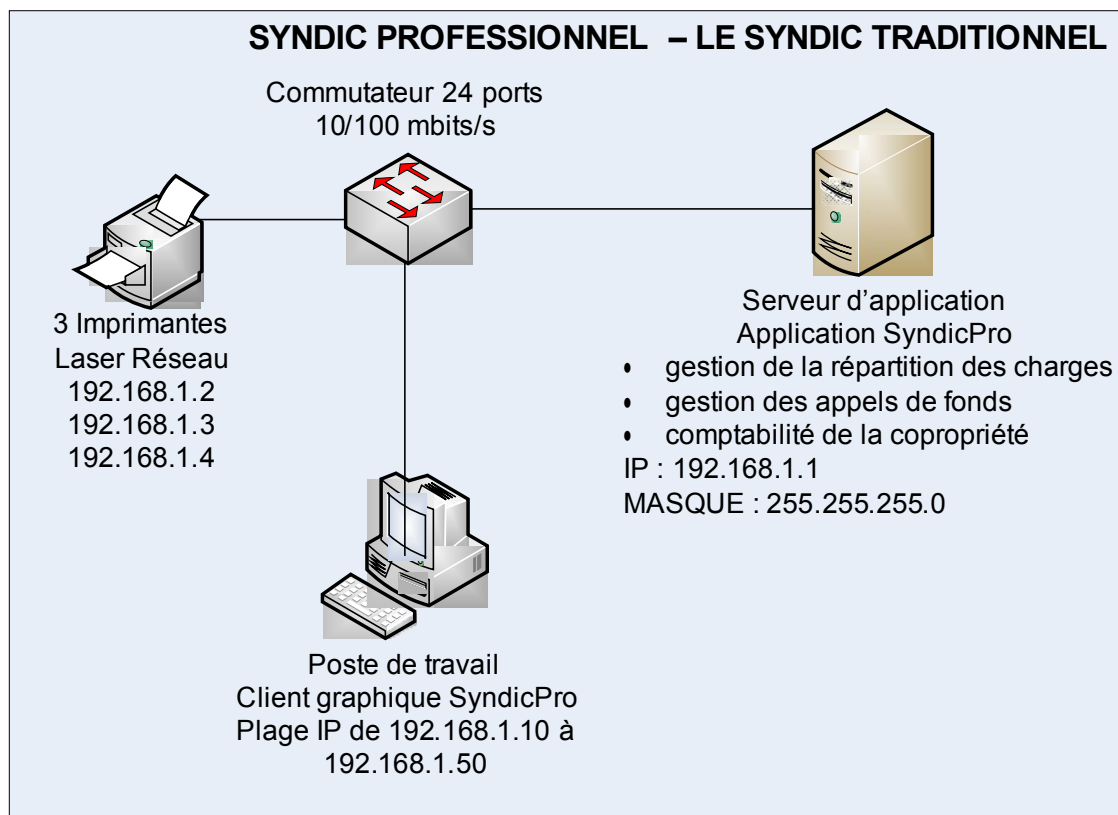 SYNDIC PROFESSIONNEL – LE SYNDIC TRADITIONNEL
Commutateur 24 ports
10/100 mbits/s
3 Imprimantes
Laser Réseau
192.168.1.2
192.168.1.3
192.168.1.4
Serveur d’application
Application SyndicPro
• gestion de la répartition des charges
• gestion des appels de fonds
• comptabilité de la copropriété
IP : 192.168.1.1
MASQUE : 255.255.255.0
Poste de travail
Client graphique SyndicPro
Plage IP de 192.168.1.10 à
192.168.1.50